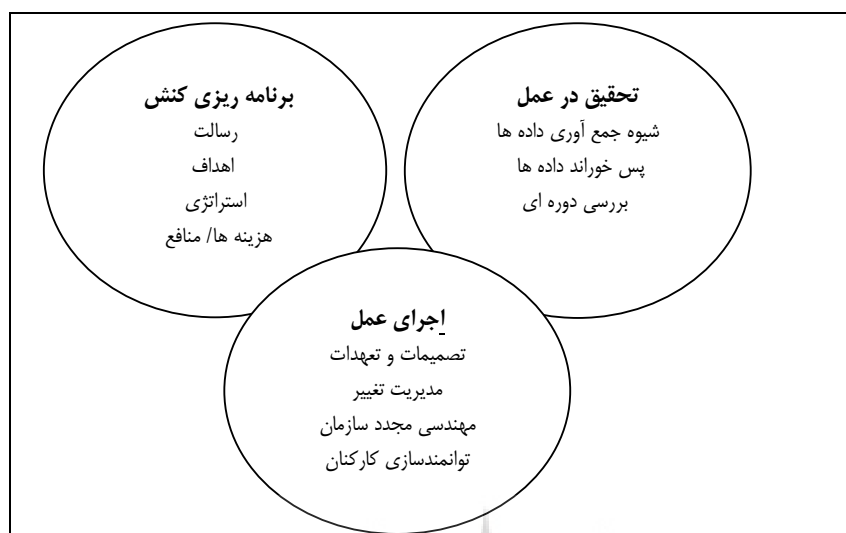 تحقیق در عمل
شیوه جمع آوری داده ها
پس خوراند داده ها
بررسی دوره ای
برنامه ریزی کنش
رسالت
اهداف
استراتژی
هزینه ها/ منافع
اجرای عمل
تصمیمات و تعهدات
مدیریت تغییر
مهندسی مجدد سازمان
توانمندسازی کارکنان